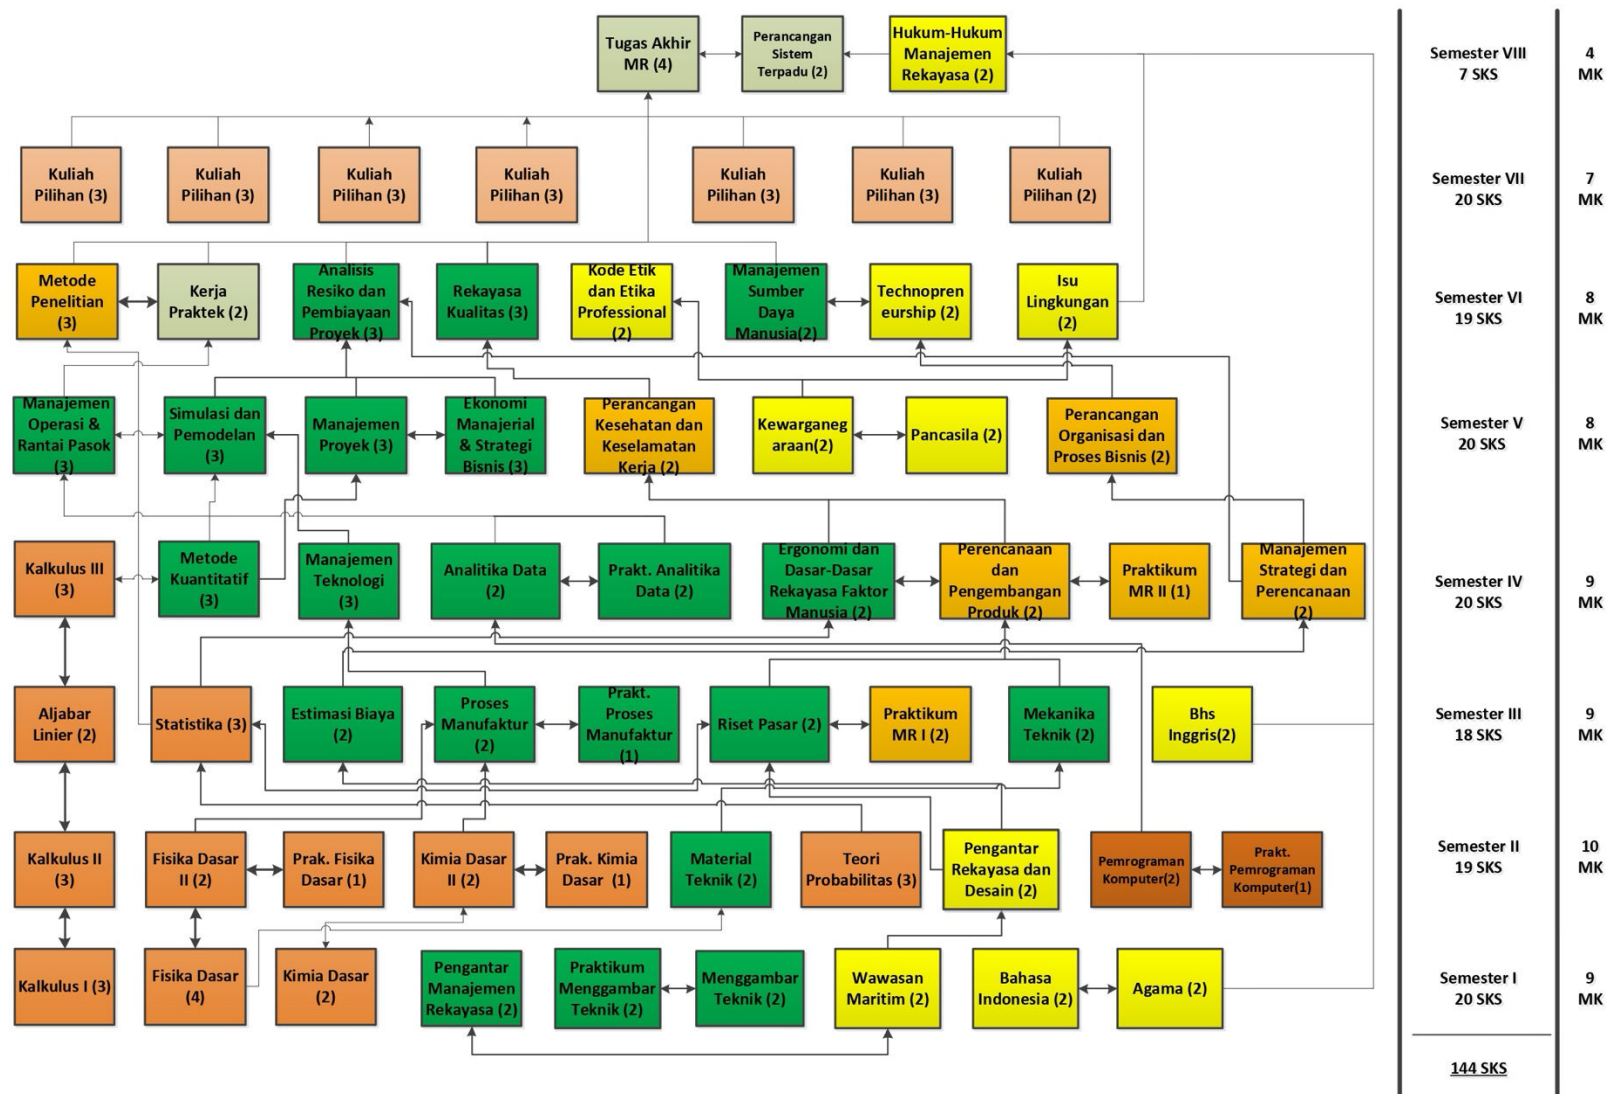 Tugas Akhir
MR (4)
Perancangan
Sistem
Terpadu (2)
Hukum-Hukum
Manajemen
Rekayasa (2)
Semester VIII
7 SKS
4
MK
Kuliah
Pilihan (3)
Kuliah
Pilihan (3)
Kuliah
Pilihan (3)
Kuliah
Pilihan (3)
Kuliah
Pilihan (3)
Kuliah
Pilihan (3)
Kuliah
Pilihan (2)
Semester VII
20 SKS
7
MK
Metode
Penelitian
(3)
Kerja
Praktek (2)
Analisis
Resiko dan
Pembiayaan
Proyek (3)
Rekayasa
Kualitas (3)
Kode Etik
dan Etika
Professional
(2)
Manajemen
Sumber
Daya
Manusia(2)
Technopren
eurship (2)
Isu
Lingkungan
(2)
Semester VI
19 SKS
8
MK
Manajemen
Operasi &
Rantai Pasok
(3)
Simulasi dan
Pemodelan
(3)
Manajemen
Proyek (3)
Ekonomi
Manajerial
& Strategi
Bisnis (3)
Perancangan
Kesehatan dan
Keselamatan
Kerja (2)
Kewarganeg
araan(2)
Pancasila (2)
Perancangan
Organisasi dan
Proses Bisnis (2)
Semester V
20 SKS
8
MK
Kalkulus III
(3)
Metode
Kuantitatif
(3)
Manajemen
Teknologi
(3)
Analitika Data
(2)
Prakt. Analitika
Data (2)
Ergonomi dan
Dasar-Dasar
Rekayasa Faktor
Manusia (2)
Perencanaan
dan
Pengembangan
Produk (2)
Praktikum
MR II (1)
Manajemen
Strategi dan
Perencanaan
(2)
Semester IV
20 SKS
9
MK
Aljabar
Linier (2)
Statistika (3)
Estimasi Biaya
(2)
Proses
Manufaktur
(2)
Prakt.
Proses
Manufaktur
(1)
Riset Pasar (2)
Praktikum
MR I (2)
Mekanika
Teknik (2)
Bhs
Inggris(2)
Semester III
18 SKS
9
MK
Kalkulus II
(3)
Fisika Dasar
II (2)
Prak. Fisika
Dasar (1)
Kimia Dasar
II (2)
Prak. Kimia
Dasar (1)
Material
Teknik (2)
Teori
Probabilitas (3)
Pengantar
Rekayasa dan
Desain (2)
Pemrograman
Komputer(2)
Prakt.
Pemrograman
Komputer(1)
Semester II
19 SKS
10
MK
Kalkulus I (3)
Fisika Dasar
(4)
Kimia Dasar
(2)
Pengantar
Manajemen
Rekayasa (2)
Praktikum
Menggambar
Teknik (2)
Menggambar
Teknik (2)
Wawasan
Maritim (2)
Bahasa
Indonesia (2)
Agama (2)
Semester I
20 SKS
9
MK
144 SKS